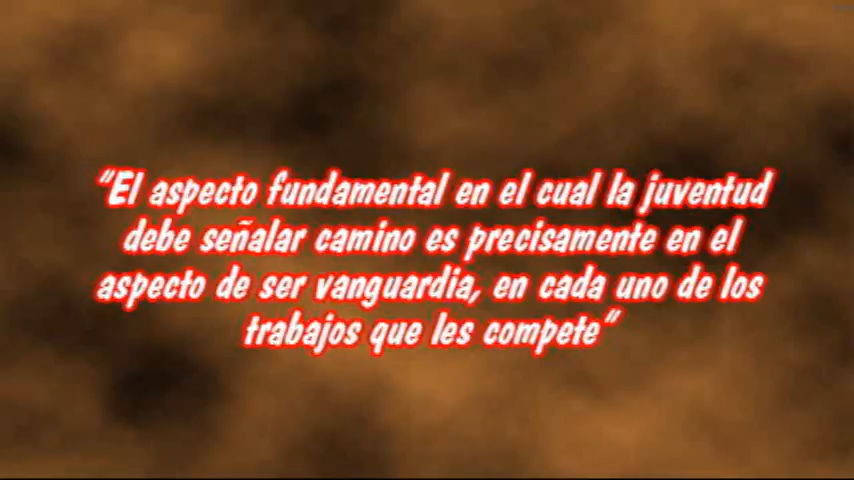 "El aspecto fundamental en el cual la juventud
debe señalar camino es precisamente en el
aspecto de ser vanguardia, en cada uno de los
trabajos que les compete"